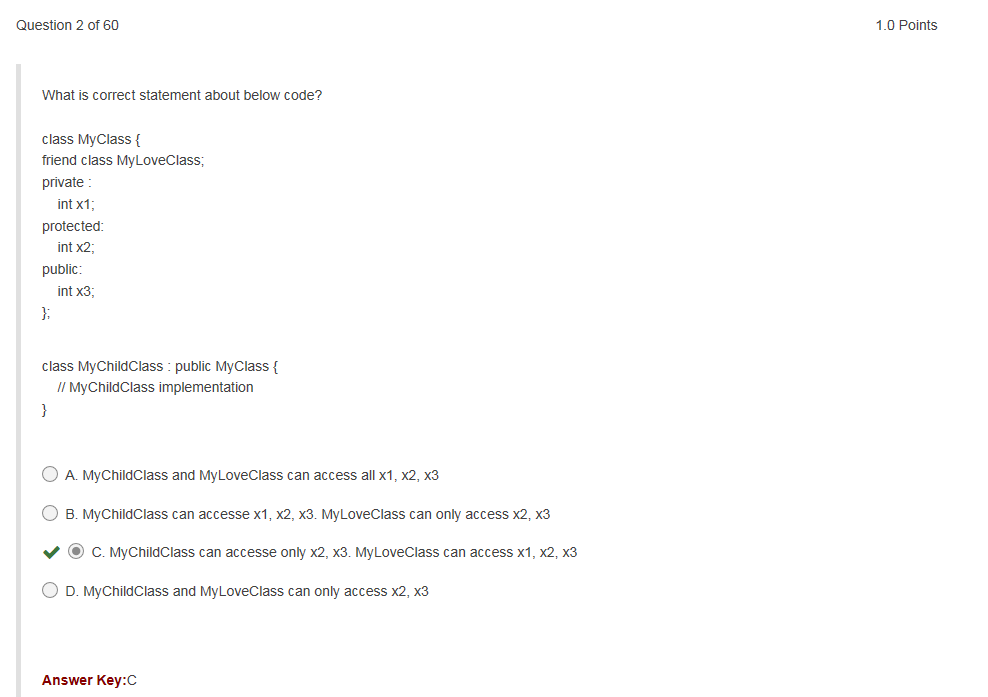 Question 2 of 60
1.0 Points
What is correct statement about below code?
class MyClass {
friend class MyLoveClass;
private :
int x1;
protected:
int x2;
public:
int x3;
};
class MyChildClass : public MyClass {
// MyChildClass implementation
}
A. MyChildClass and MyLoveClass can access all x1, x2, x3
B. MyChildClass can accesse x1, x2, x3. MyLoveClass can only access x2, x3
C. MyChildClass can accesse only x2, x3. MyLoveClass can access x1, x2, x3
D. MyChildClass and MyLoveClass can only access x2, x3
Answer Key:C